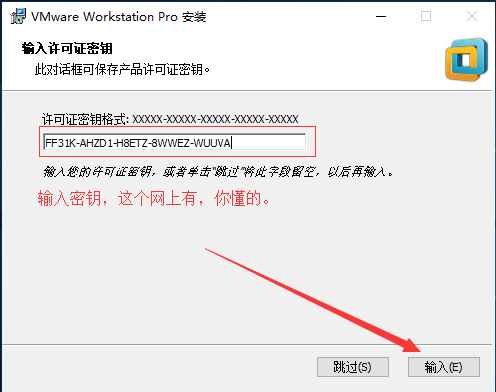 VMware Workstation Pro 安装
输入许可证密钥
此对话框可保存产品许可证密钥。
许可证密钥格式: XXXXX-XXXXX-XXXXX-XXXXX-XXXXX
FF31K-AHZD1-H8ETZ-8WWEZ-WUUVA
输入您的许可证密钥，或者单击“跳过”将此字段留空，以后再输入。
输入密钥，这个网上有，你懂的。
跳过(S) 输入(E)